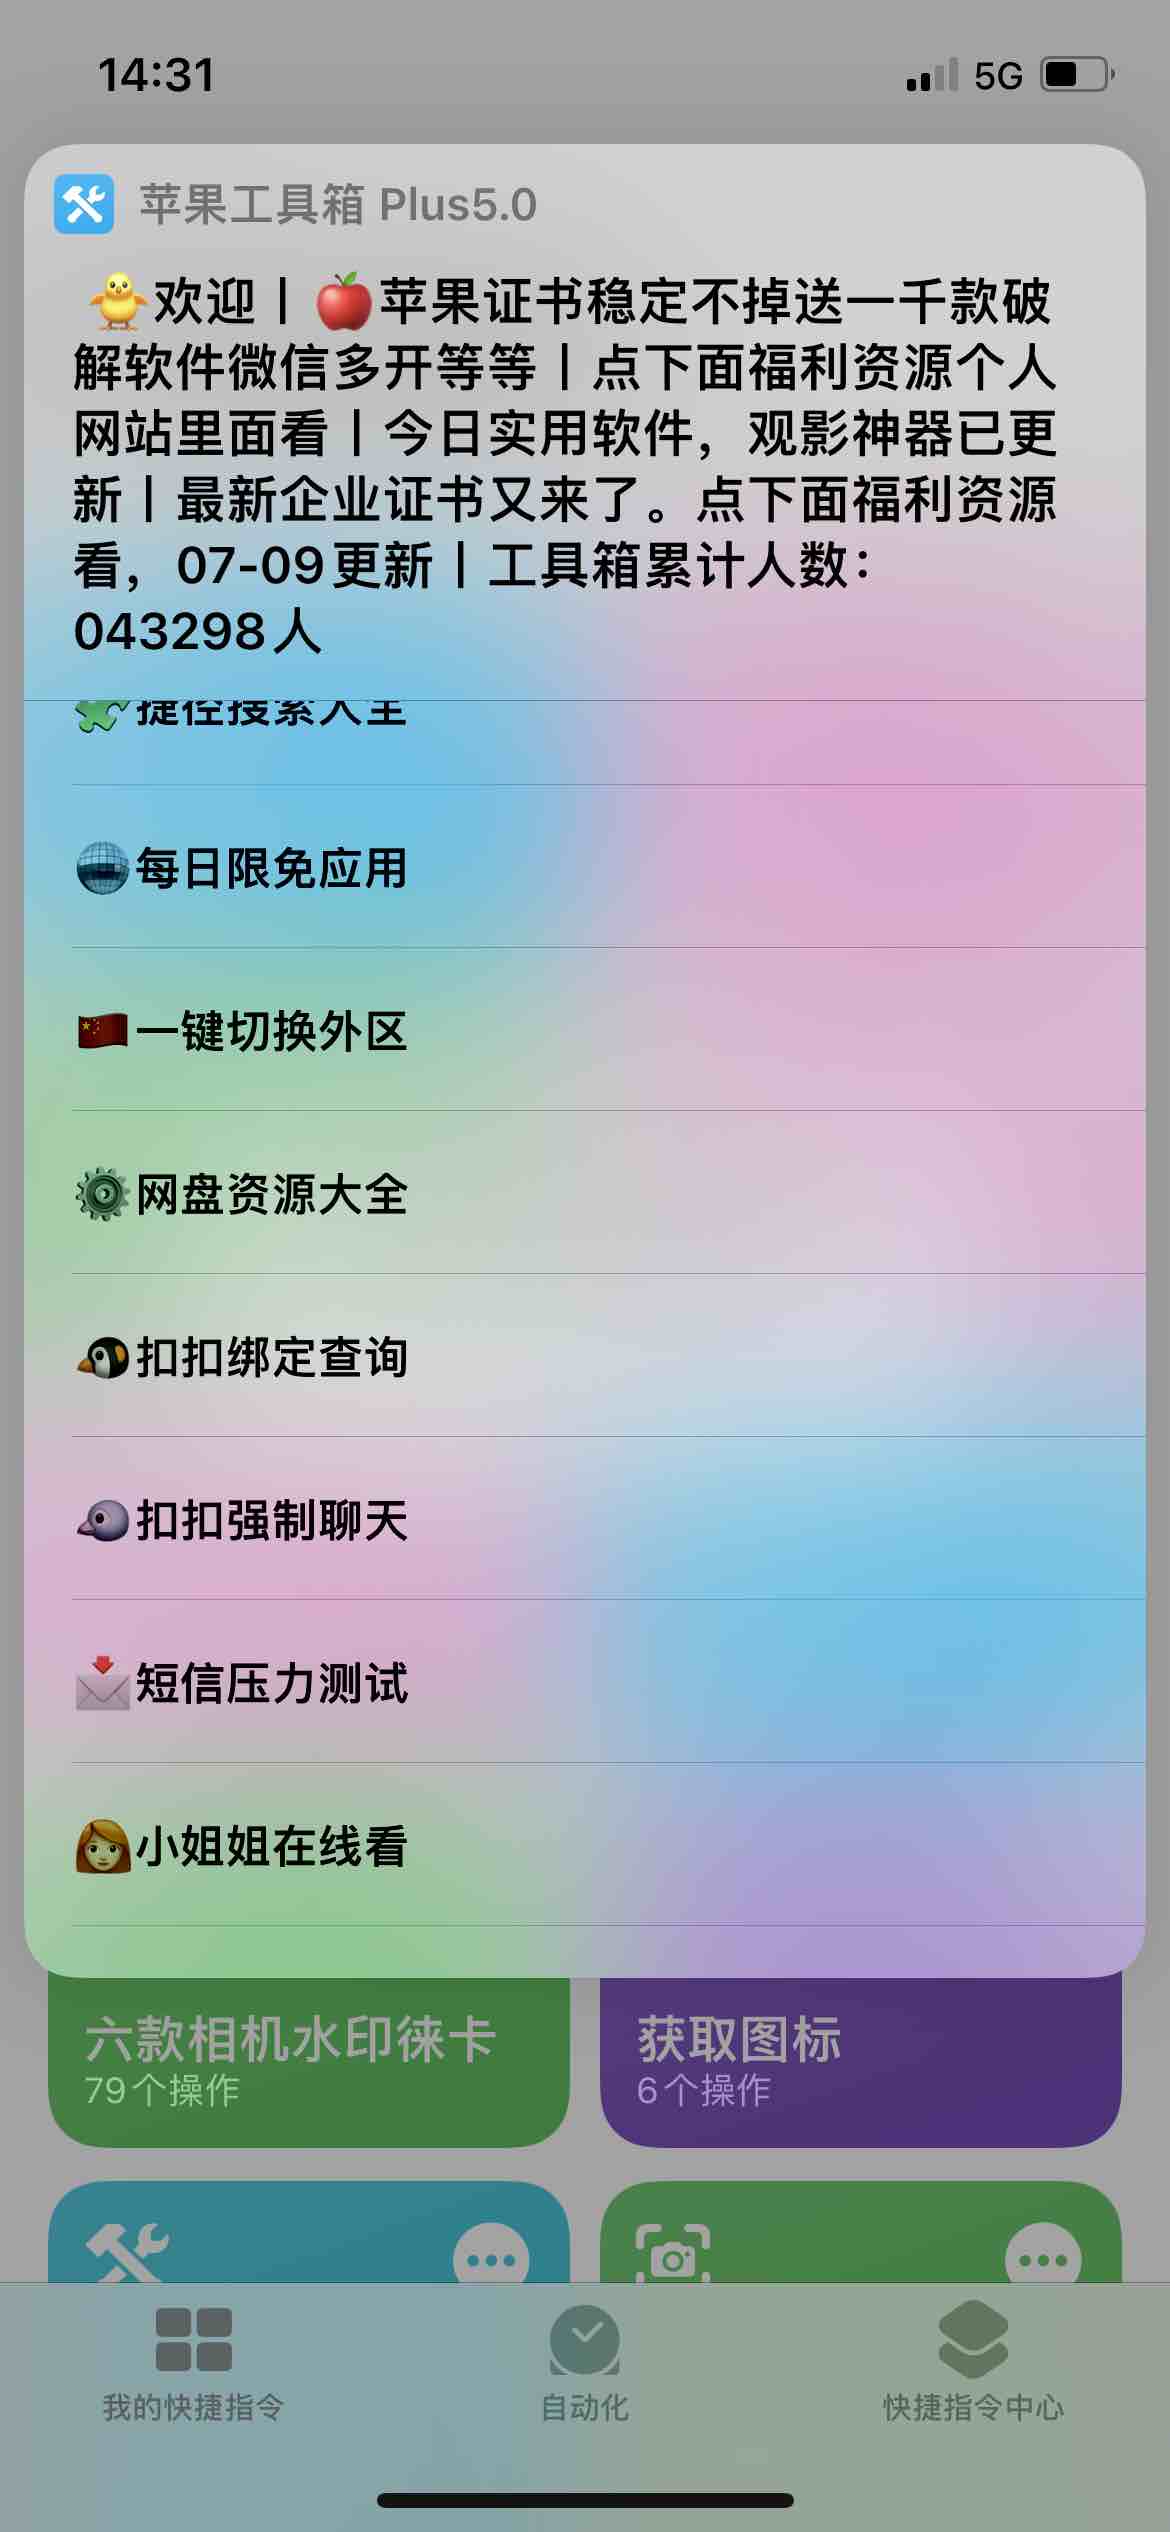 14:31
5G
苹果工具箱 Plus5.0
🐥欢迎丨🍎苹果证书稳定不掉送一千款破
解软件微信多开等等丨点下面福利资源个人
网站里面看丨今日实用软件，观影神器已更
新丨最新企业证书又来了。点下面福利资源
看，07-09更新丨工具箱累计人数：
043298人
捷径搜索大全
每日限免应用
🇨🇳一键切换外区
⚙️网盘资源大全
🐧扣扣绑定查询
扣扣强制聊天
📩短信压力测试
👩小姐姐在线看
六款相机水印徕卡
79个操作
获取图标
6个操作
我的快捷指令
自动化
快捷指令中心